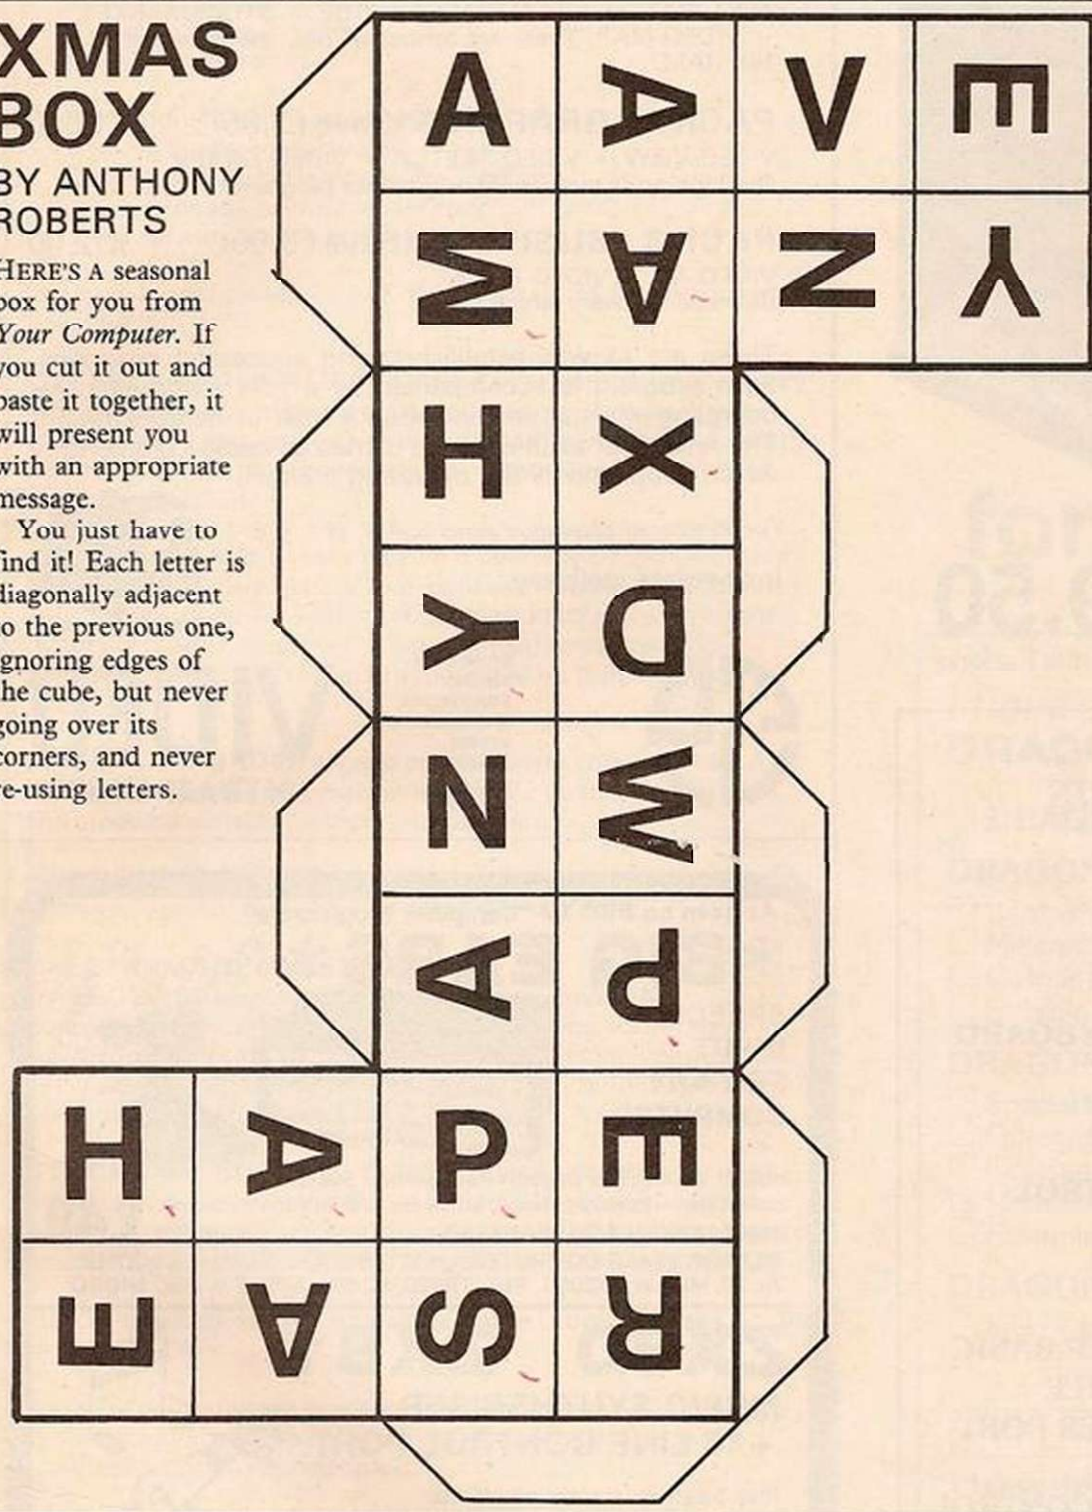 XMAS
BOX
BY ANTHONY
ROBERTS
HERE'S A seasonal
box for you from
Your Computer. If
you cut it out and
paste it together, it
will present you
with an appropriate
message.
You just have to
find it! Each letter is
diagonally adjacent
to the previous one,
ignoring edges of
the cube, but never
going over its
corners, and never
re-using letters.
A A V E
M A N Y
H X
Y D
N W
A P
H A P E
E A S R